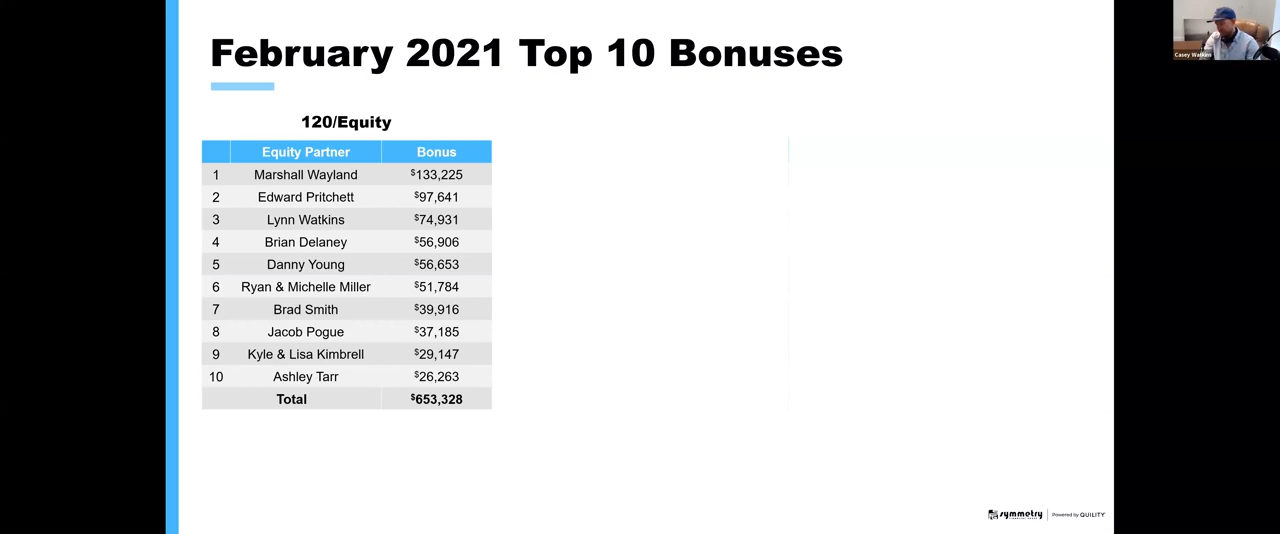 February 2021 Top 10 Bonuses
Casey Watkins
120/Equity
Equity Partner Bonus
1 Marshall Wayland $133,225
2 Edward Pritchett $97,641
3 Lynn Watkins $74,931
4 Brian Delaney $56,906
5 Danny Young $56,653
6 Ryan & Michelle Miller $51,784
7 Brad Smith $39,916
8 Jacob Pogue $37,185
9 Kyle & Lisa Kimbrell $29,147
10 Ashley Tarr $26,263
Total $653,328
symmetry Powered by QUILITY